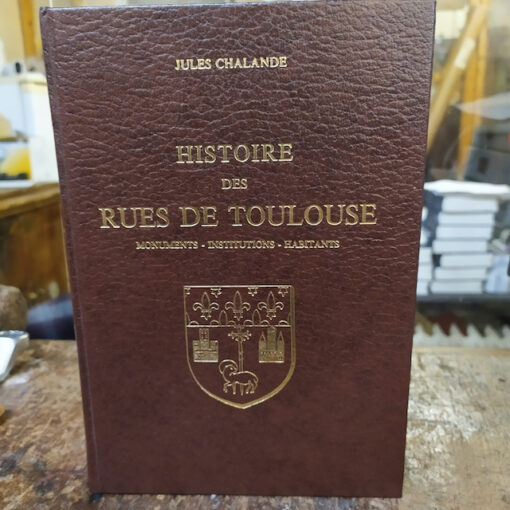 JULES CHALANDE
HISTOIRE
DES
RUES DE TOULOUSE
MONUMENTS - INSTITUTIONS - HABITANTS